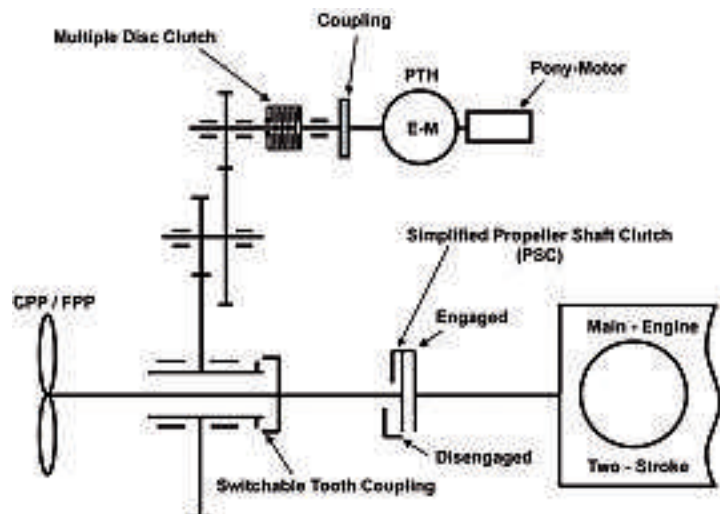 Coupling
Multiple Disc Clutch
PTH
Pony-Motor
E-M
Simplified Propeller Shaft Clutch
(PSC)
CPP / FPP
Engaged
Main - Engine
Disengaged
Two - Stroke
Switchable Tooth Coupling